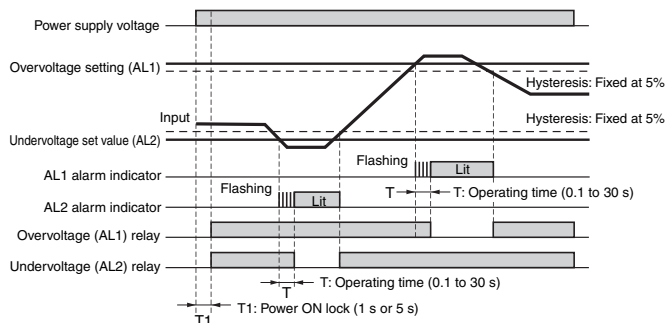 Power supply voltage
Overvoltage setting (AL1)
Hysteresis: Fixed at 5%
Input
Hysteresis: Fixed at 5%
Undervoltage set value (AL2)
Flashing
Lit
AL1 alarm indicator
T
T: Operating time (0.1 to 30 s)
Flashing
Lit
AL2 alarm indicator
Overvoltage (AL1) relay
Undervoltage (AL2) relay
T
T: Operating time (0.1 to 30 s)
T1: Power ON lock (1 s or 5 s)
T1